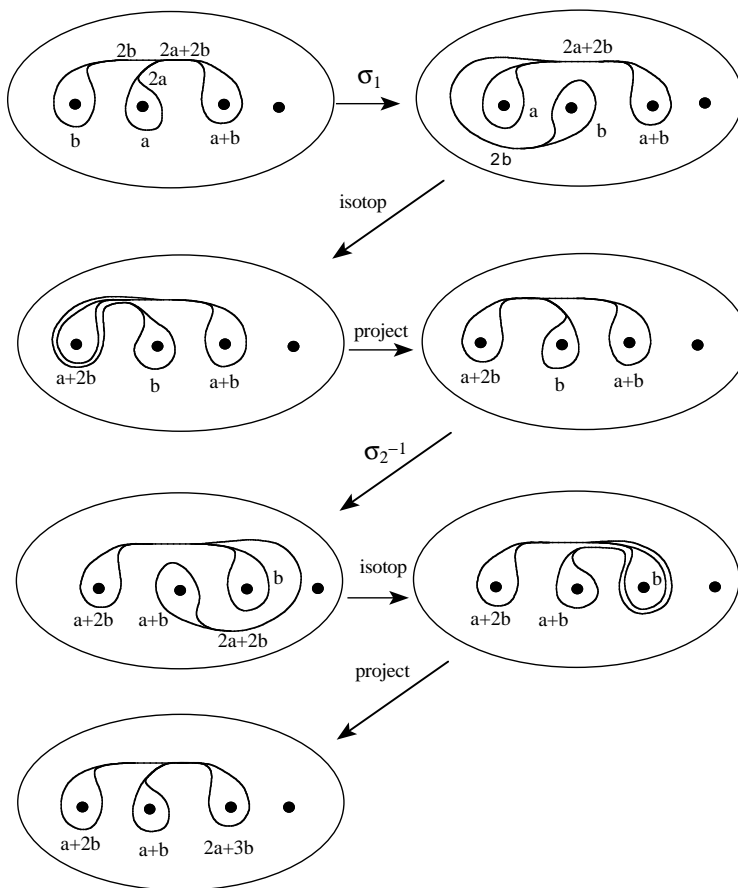 2b 2a+2b
2a
b a a+b
σ₁
2a+2b
a b a+b
2b
isotop
a+2b b a+b
project
a+2b b a+b
σ₂⁻¹
b
a+2b a+b
2a+2b
isotop
b
a+2b a+b
project
a+2b a+b 2a+3b